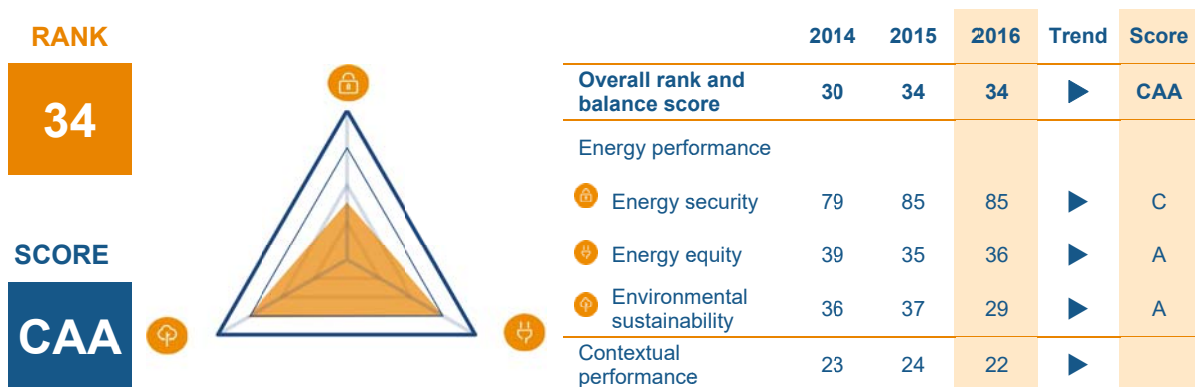 RANK
34
SCORE
CAA
2014 2015 2016 Trend Score
Overall rank and
balance score 30 34 34 CAA
Energy performance
Energy security 79 85 85 C
Energy equity 39 35 36 A
Environmental
sustainability 36 37 29 A
Contextual
performance 23 24 22